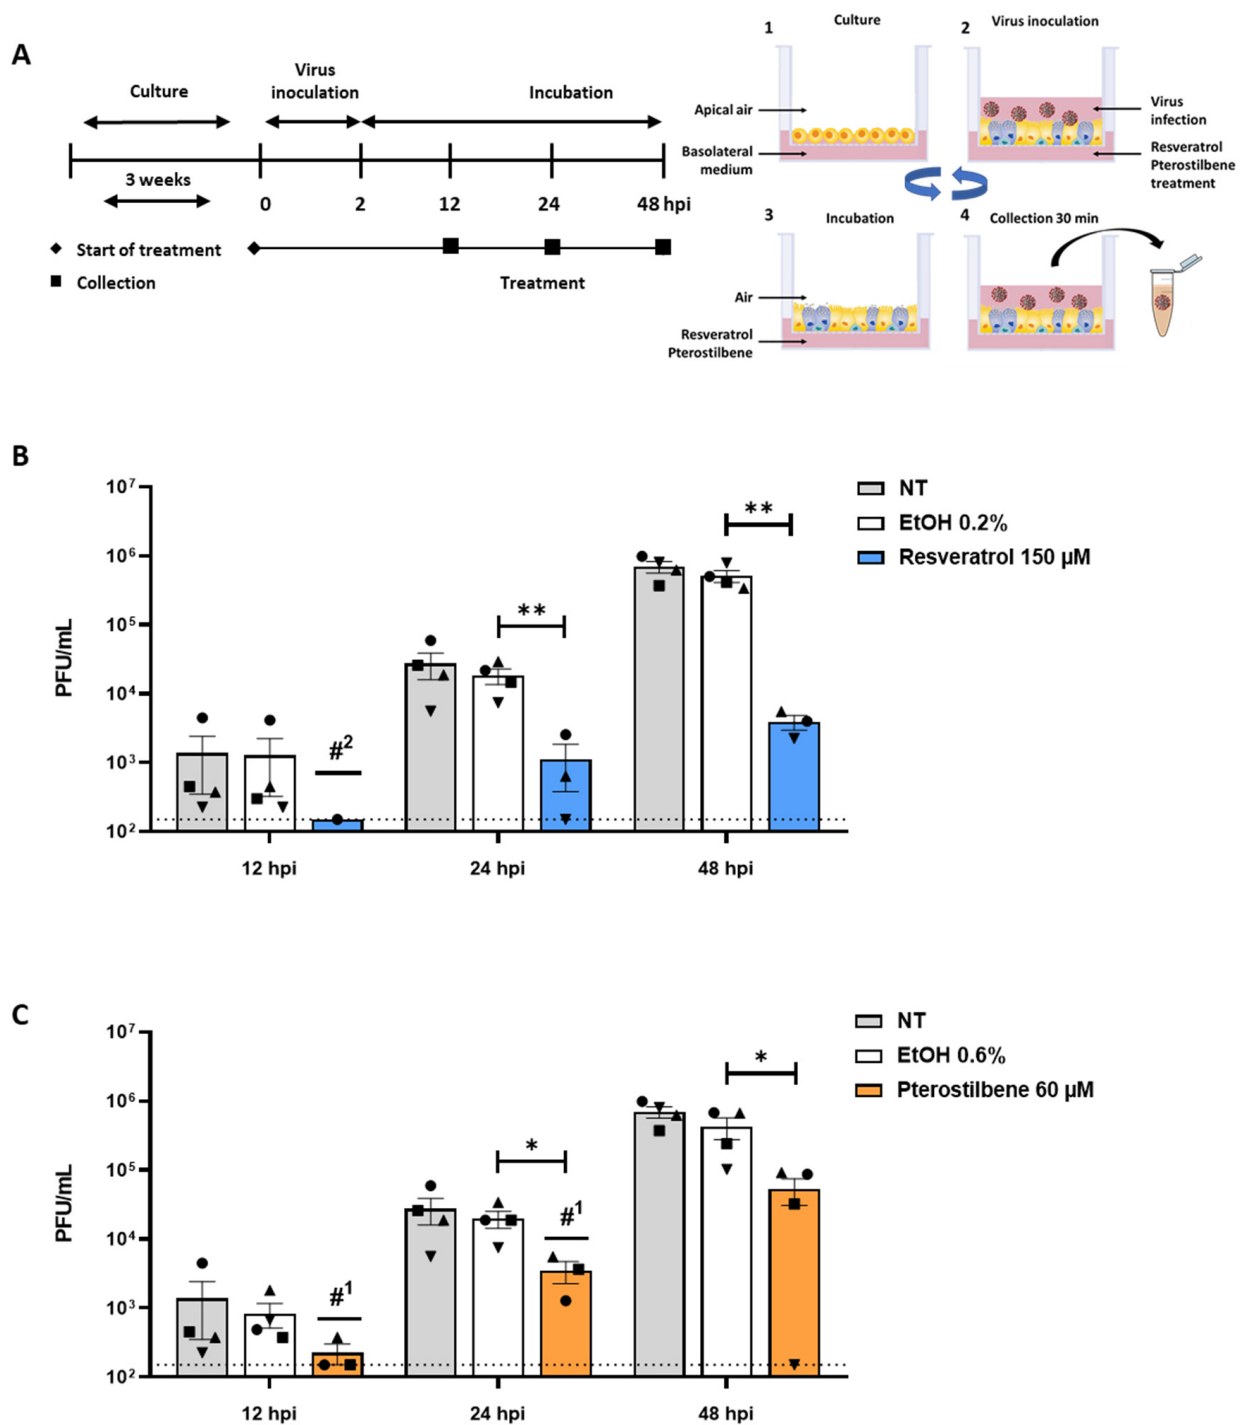 A
Culture
Virus
inoculation
Incubation
3 weeks
0
2
12
24
48 hpi
Start of treatment
Collection
Treatment
1
Culture
Apical air
Basolateral
medium
2
Virus inoculation
Virus
infection
Resveratrol
Pterostilbene
treatment
3
Incubation
Air
Resveratrol
Pterostilbene
4
Collection 30 min
B
PFU/mL
10⁷
10⁶
10⁵
10⁴
10³
10²
#²
**
**
12 hpi
24 hpi
48 hpi
NT
EtOH 0.2%
Resveratrol 150 µM
C
PFU/mL
10⁷
10⁶
10⁵
10⁴
10³
10²
#¹
*
#¹
*
12 hpi
24 hpi
48 hpi
NT
EtOH 0.6%
Pterostilbene 60 µM